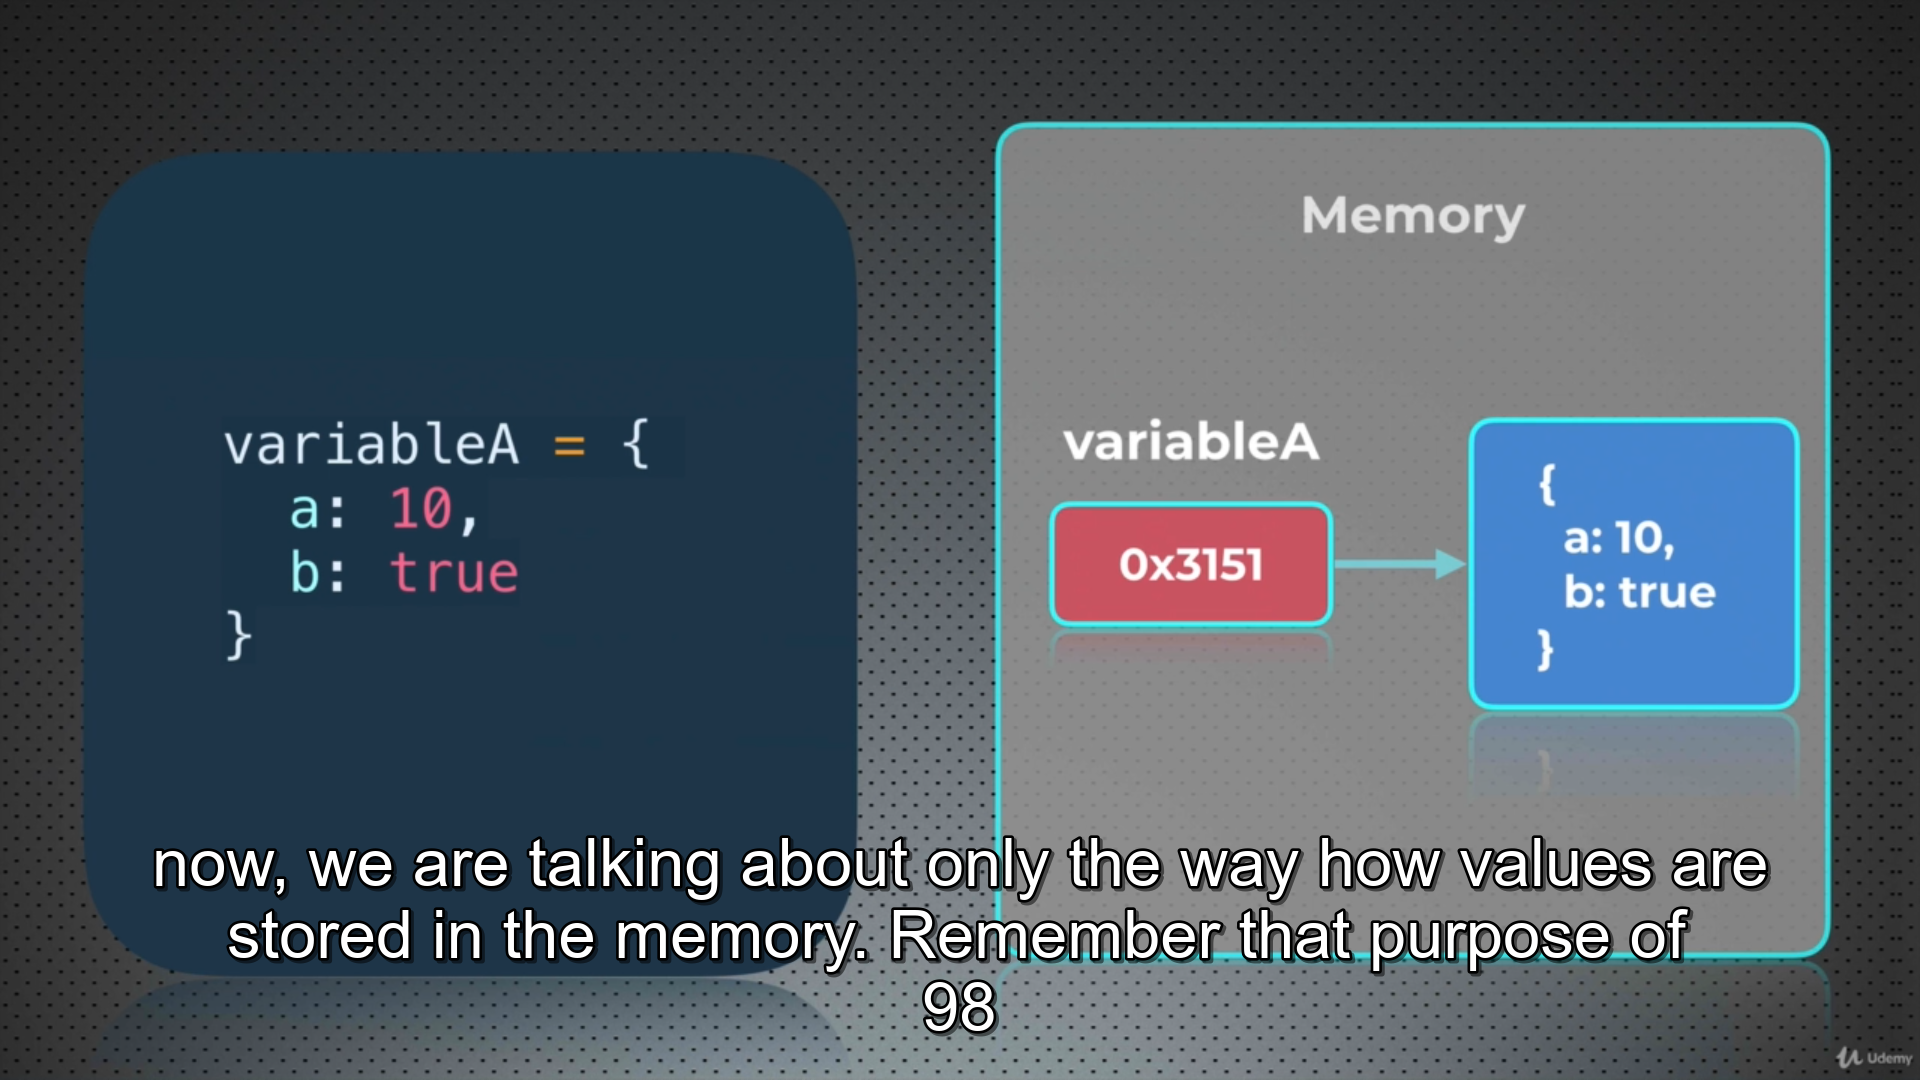 variableA = {
a: 10,
b: true
}
Memory
variableA
0x3151
{
a: 10,
b: true
}
now, we are talking about only the way how values are
stored in the memory. Remember that purpose of
98
Udemy